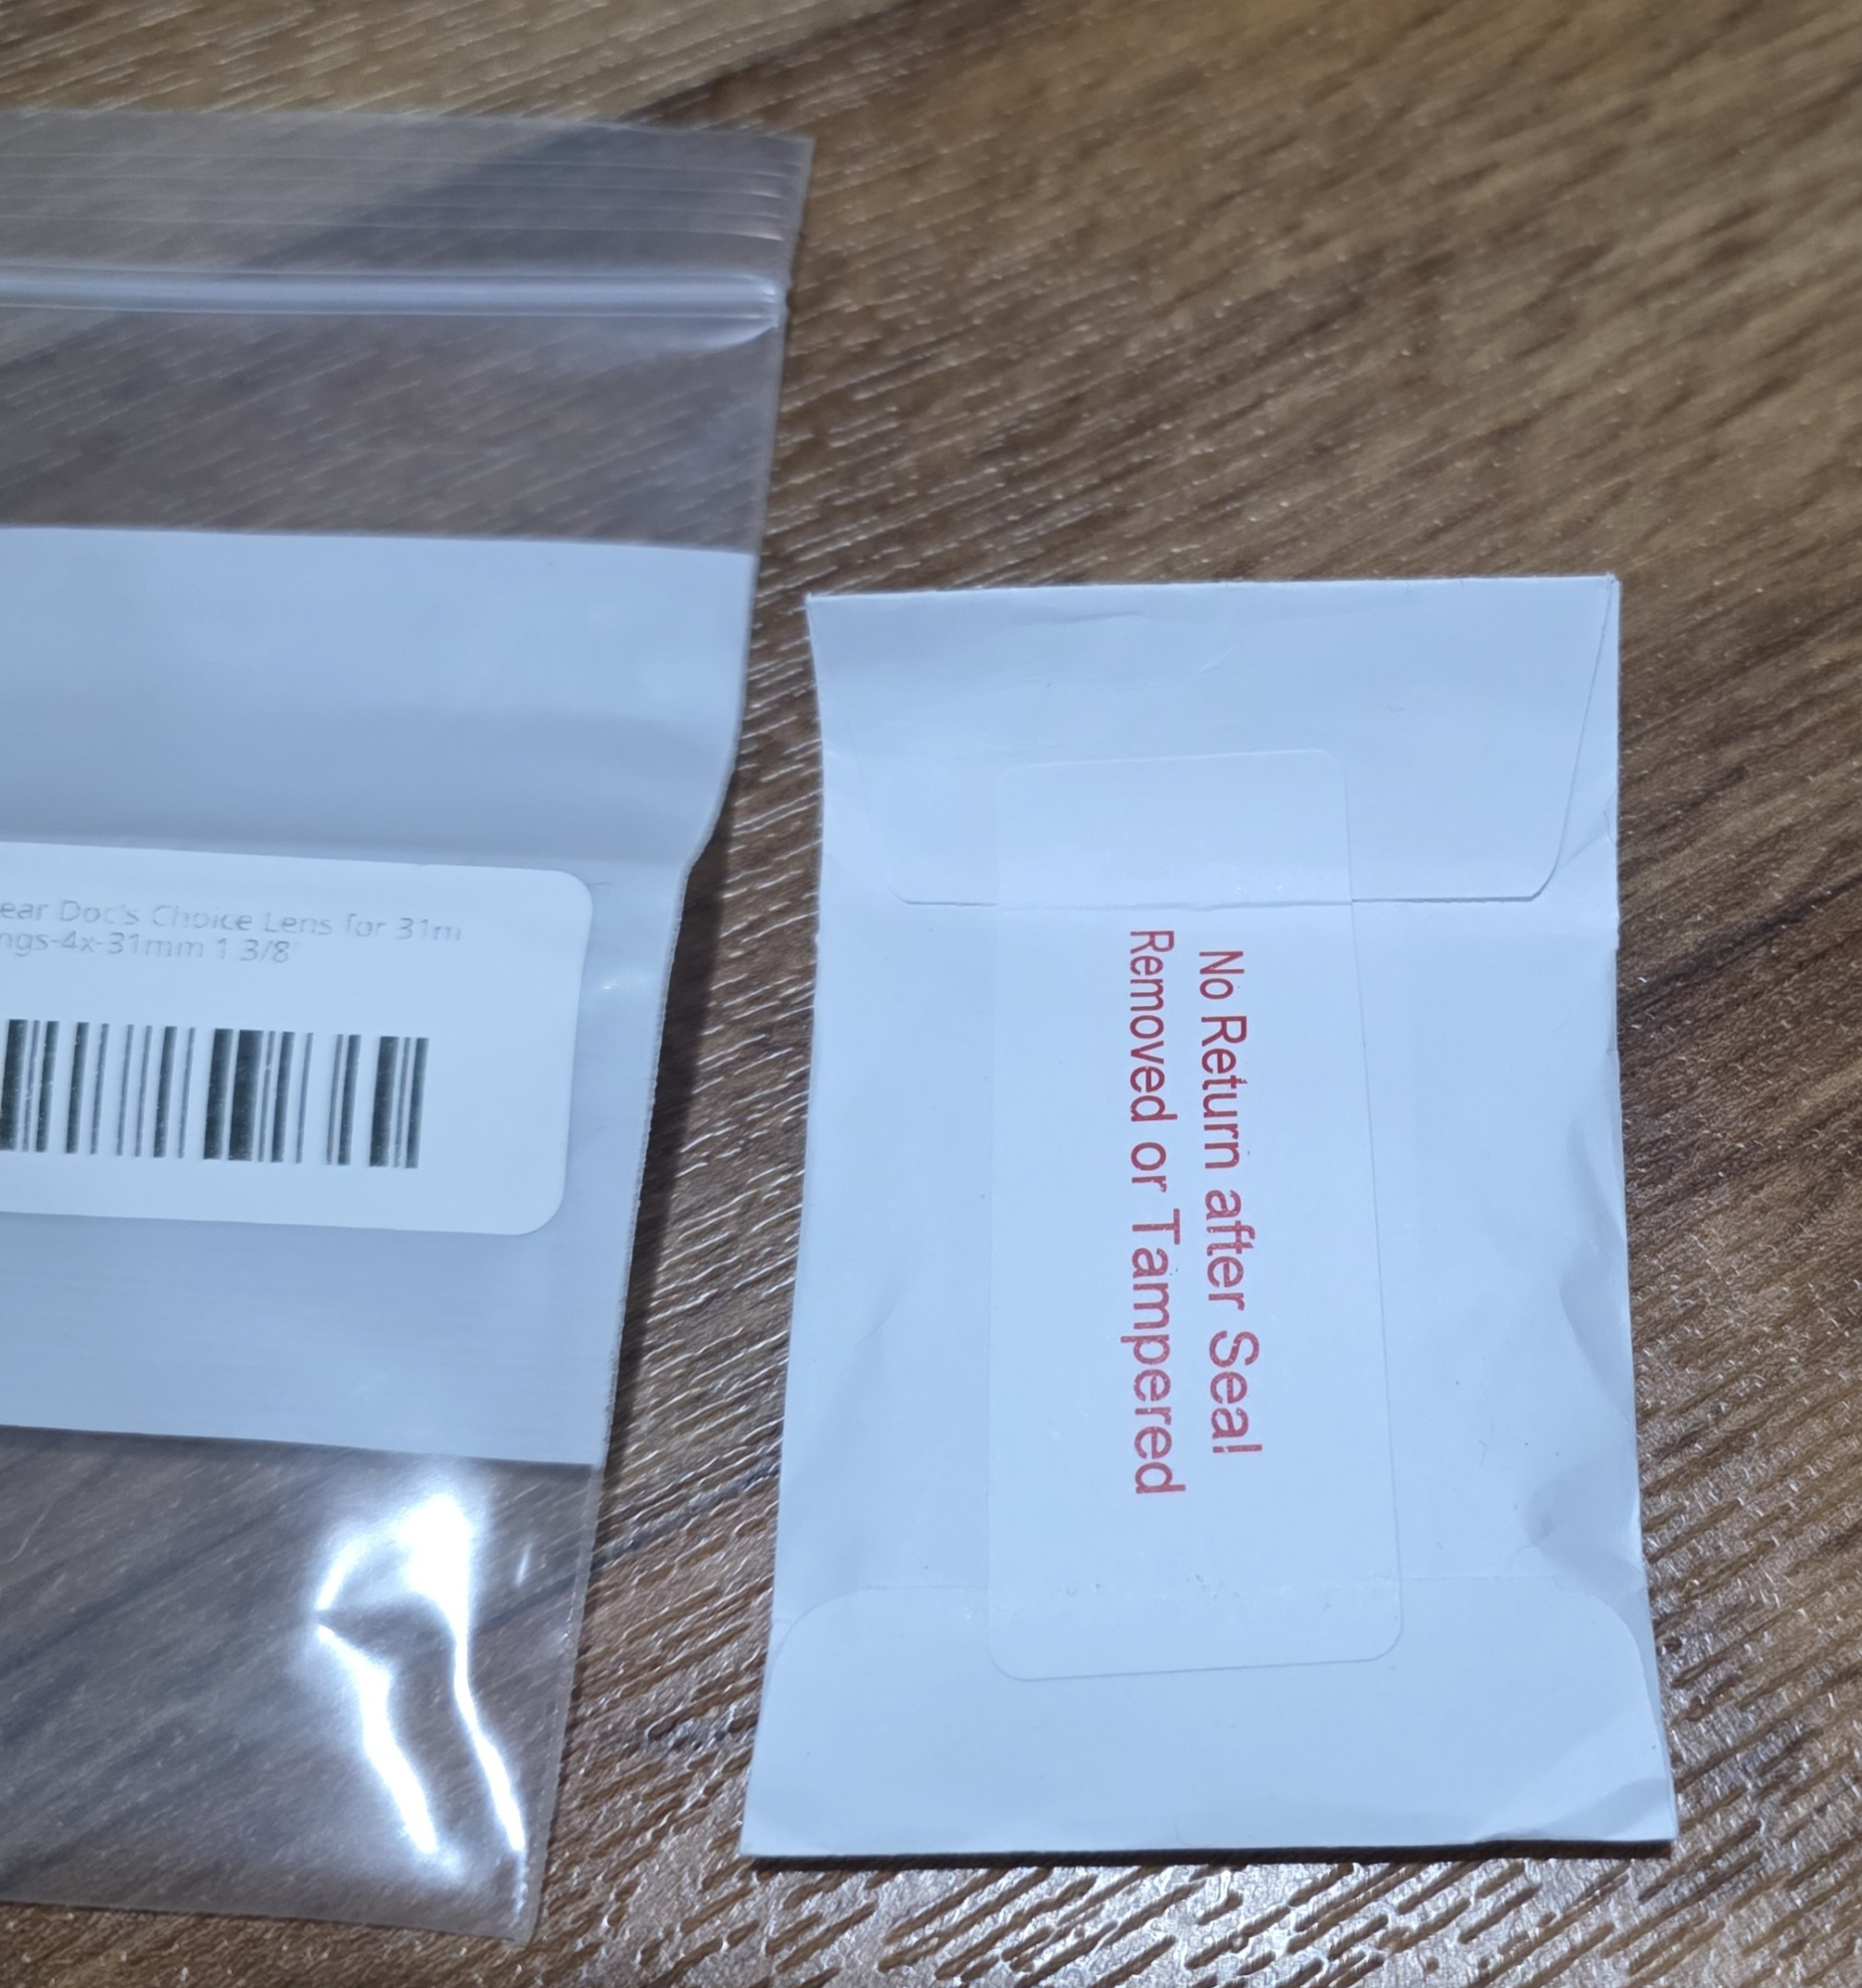 ear Doc's Choice Lens for 31m
ngs-4x-31mm 1 3/8"
No Return after Seal
Removed or Tampered